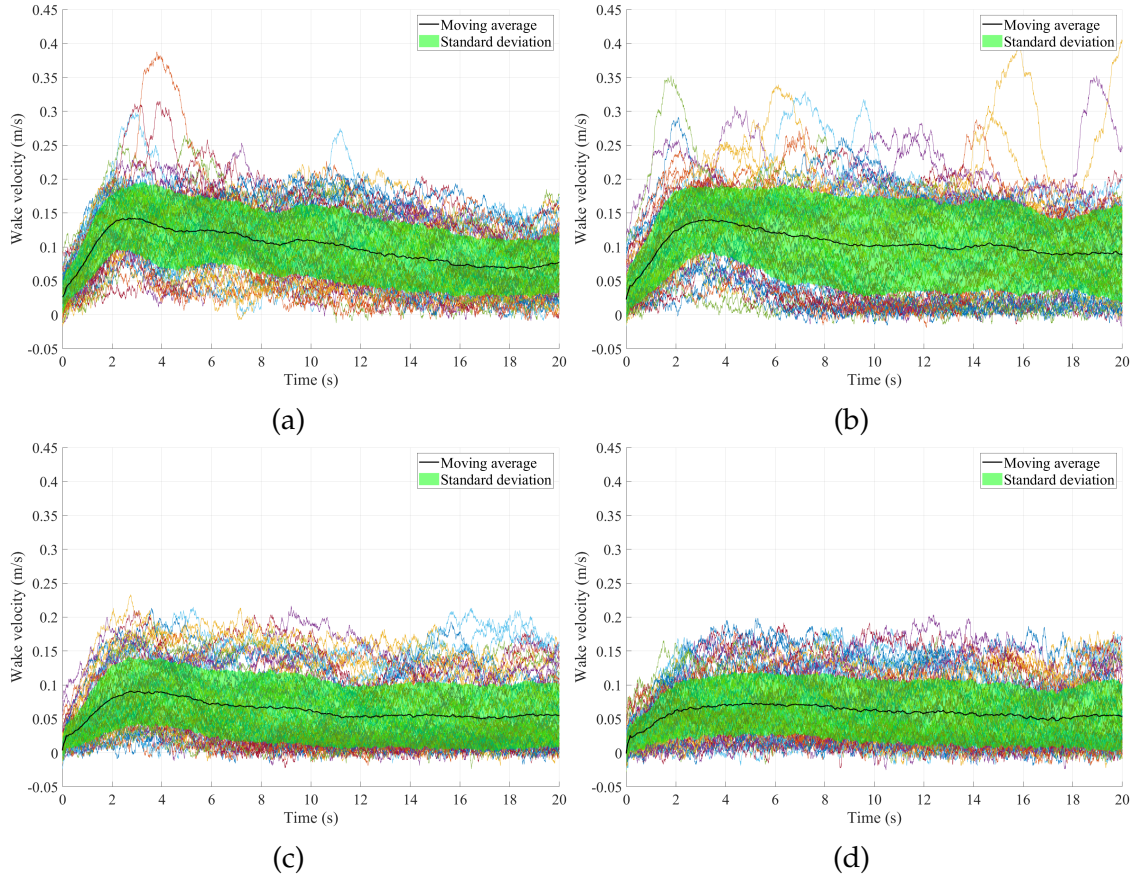 0.45
0.4
0.35
0.3
0.25
0.2
0.15
0.1
0.05
0
-0.05
Wake velocity (m/s)
Moving average
Standard deviation
0 2 4 6 8 10 12 14 16 18 20
Time (s)
(a)
0.45
0.4
0.35
0.3
0.25
0.2
0.15
0.1
0.05
0
-0.05
Wake velocity (m/s)
Moving average
Standard deviation
0 2 4 6 8 10 12 14 16 18 20
Time (s)
(b)
0.45
0.4
0.35
0.3
0.25
0.2
0.15
0.1
0.05
0
-0.05
Wake velocity (m/s)
Moving average
Standard deviation
0 2 4 6 8 10 12 14 16 18 20
Time (s)
(c)
0.45
0.4
0.35
0.3
0.25
0.2
0.15
0.1
0.05
0
-0.05
Wake velocity (m/s)
Moving average
Standard deviation
0 2 4 6 8 10 12 14 16 18 20
Time (s)
(d)